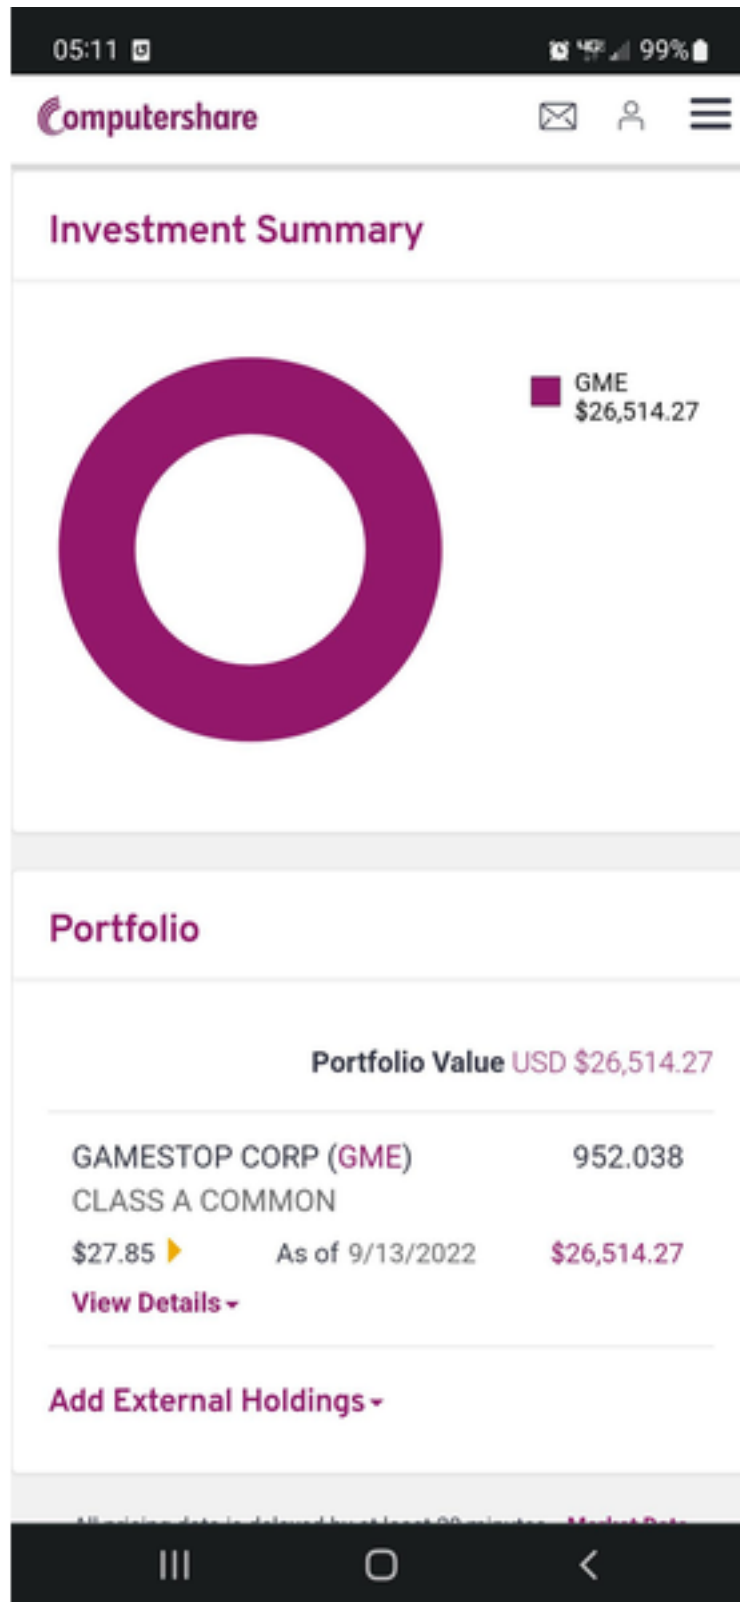 05:11 99%
Computershare
Investment Summary
GME
$26,514.27
Portfolio
Portfolio Value USD $26,514.27
GAMESTOP CORP (GME) 952.038
CLASS A COMMON
$27.85 As of 9/13/2022 $26,514.27
View Details
Add External Holdings